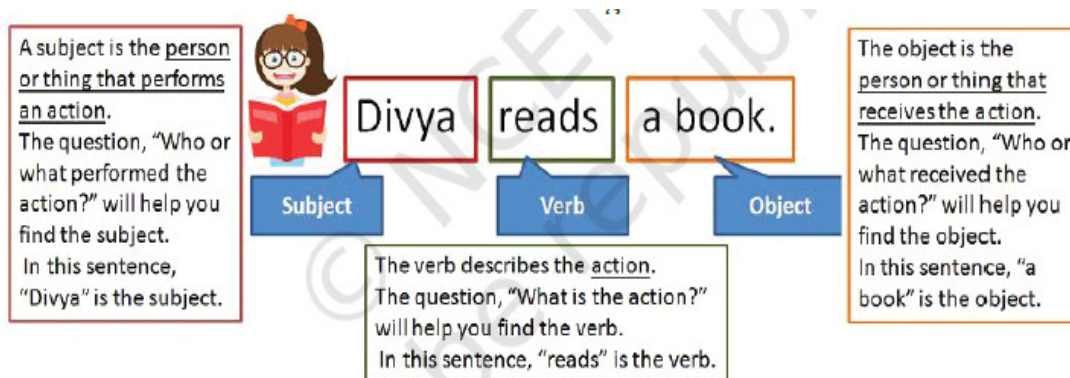 A subject is the person
or thing that performs
an action.
The question, “Who or
what performed the
action?” will help you
find the subject.
In this sentence,
“Divya” is the subject.
Divya reads a book.
Subject
Verb
Object
The verb describes the action.
The question, “What is the action?”
will help you find the verb.
In this sentence, “reads” is the verb.
The object is the
person or thing that
receives the action.
The question, “Who or
what received the
action?” will help you
find the object.
In this sentence, “a
book” is the object.
© NCE
be republ